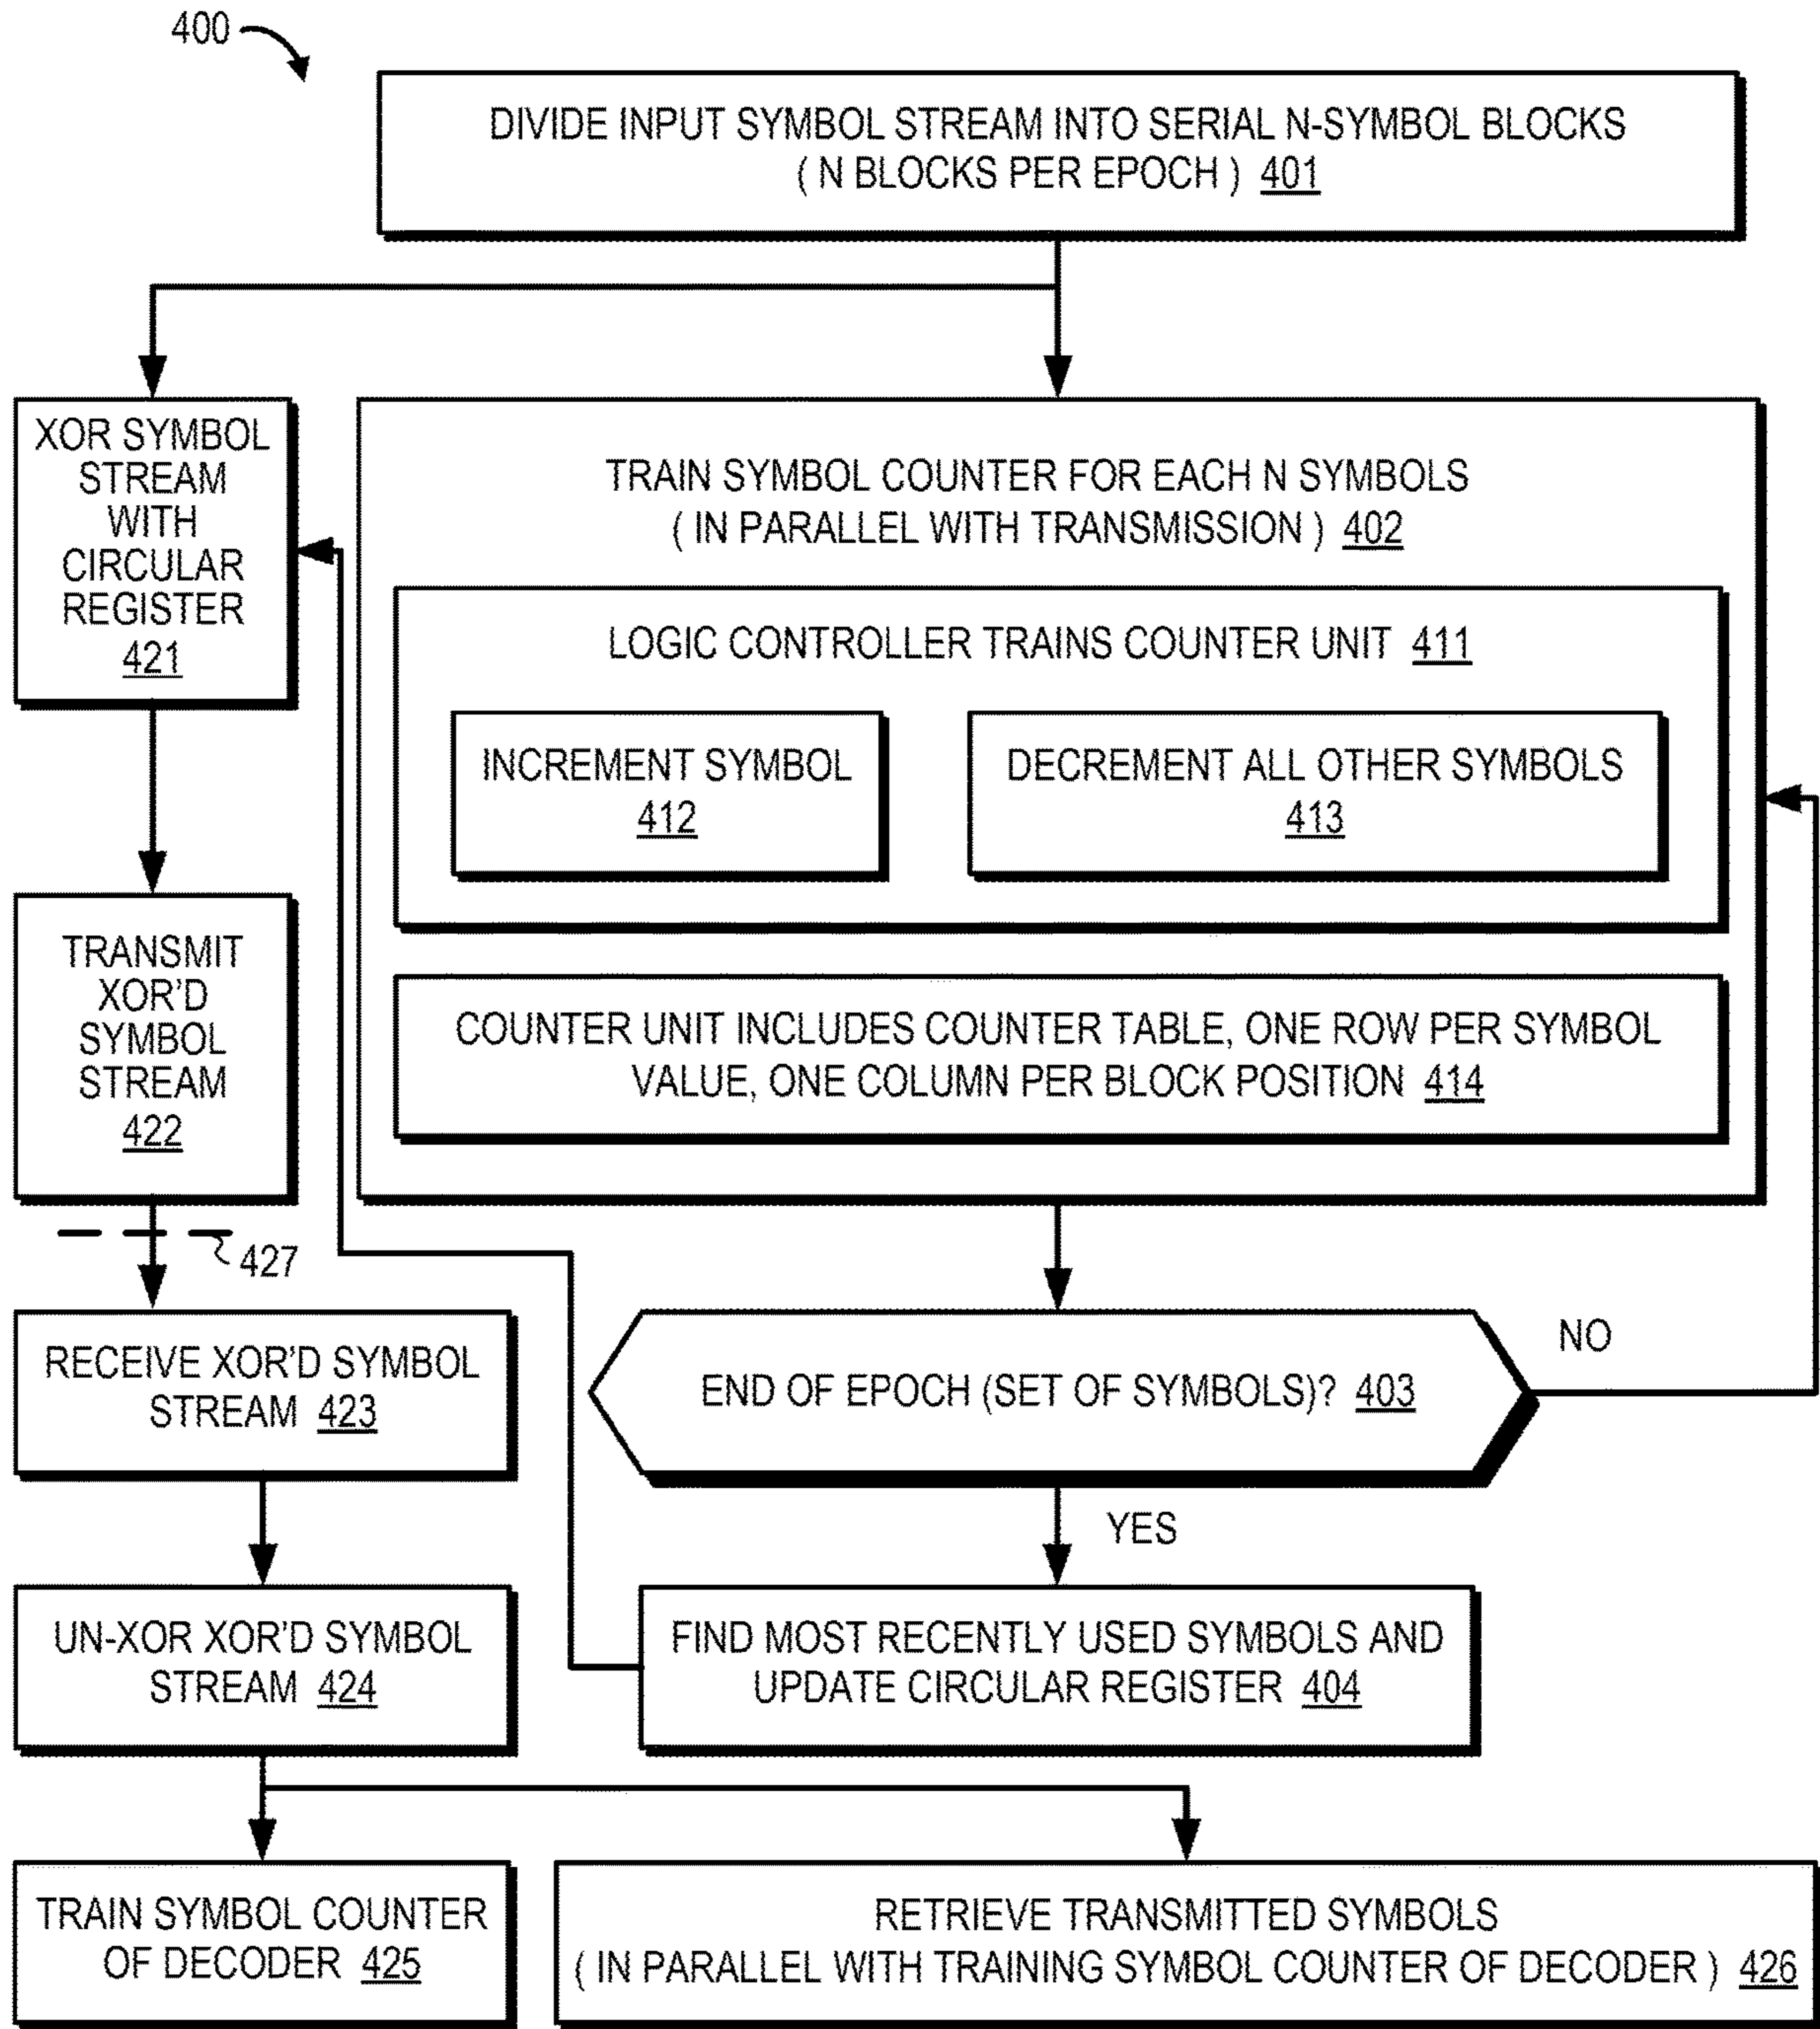 400
DIVIDE INPUT SYMBOL STREAM INTO SERIAL N-SYMBOL BLOCKS
( N BLOCKS PER EPOCH ) 401
XOR SYMBOL
STREAM
WITH
CIRCULAR
REGISTER
421
TRAIN SYMBOL COUNTER FOR EACH N SYMBOLS
( IN PARALLEL WITH TRANSMISSION ) 402
LOGIC CONTROLLER TRAINS COUNTER UNIT 411
INCREMENT SYMBOL
412
DECREMENT ALL OTHER SYMBOLS
413
COUNTER UNIT INCLUDES COUNTER TABLE, ONE ROW PER SYMBOL
VALUE, ONE COLUMN PER BLOCK POSITION 414
TRANSMIT
XOR'D
SYMBOL
STREAM
422
427
RECEIVE XOR'D SYMBOL
STREAM 423
END OF EPOCH (SET OF SYMBOLS)? 403
NO
YES
UN-XOR XOR'D SYMBOL
STREAM 424
FIND MOST RECENTLY USED SYMBOLS AND
UPDATE CIRCULAR REGISTER 404
TRAIN SYMBOL COUNTER
OF DECODER 425
RETRIEVE TRANSMITTED SYMBOLS
( IN PARALLEL WITH TRAINING SYMBOL COUNTER OF DECODER ) 426